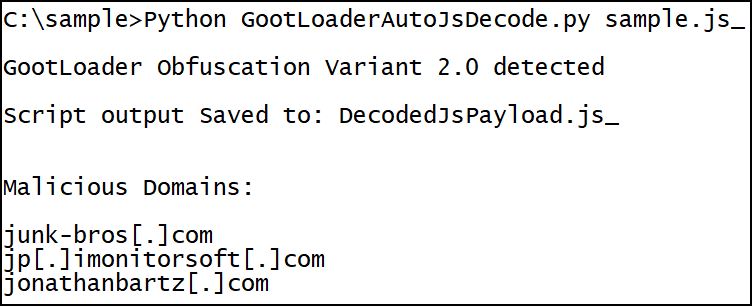 C:\sample>Python GootLoaderAutoJsDecode.py sample.js_
GootLoader Obfuscation Variant 2.0 detected
Script output Saved to: DecodedJsPayload.js_
Malicious Domains:
junk-bros[.]com
jp[.]imonitorsoft[.]com
jonathanbartz[.]com